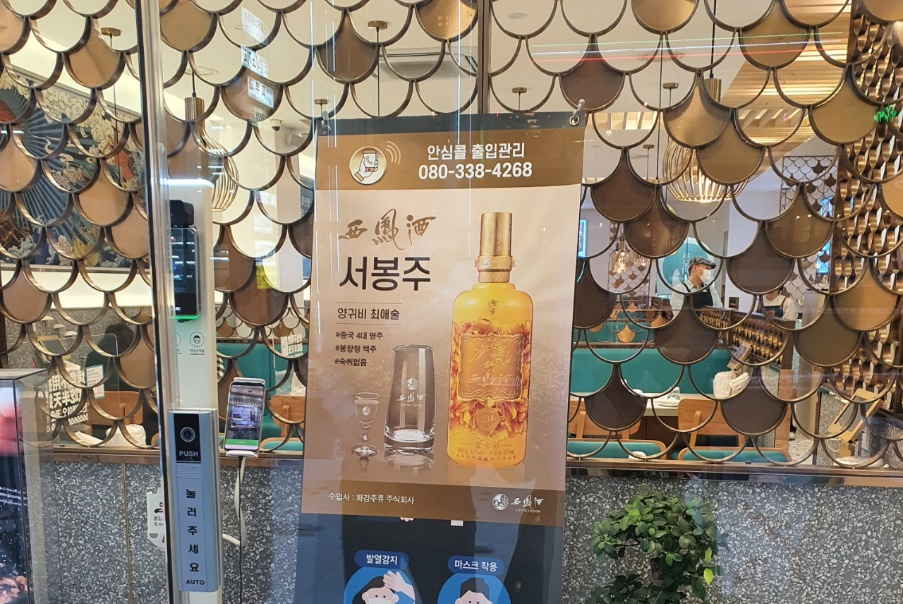 안심콜 출입관리
080-338-4268
西鳳酒
서봉주
양귀비 최애술
#중국 4대 명주
#봉향형 백주
#숙취없음
수입사 : 화강주류 주식회사
西鳳酒
발열감지
마스크 착용
PUSH
눌러주세요
AUTO